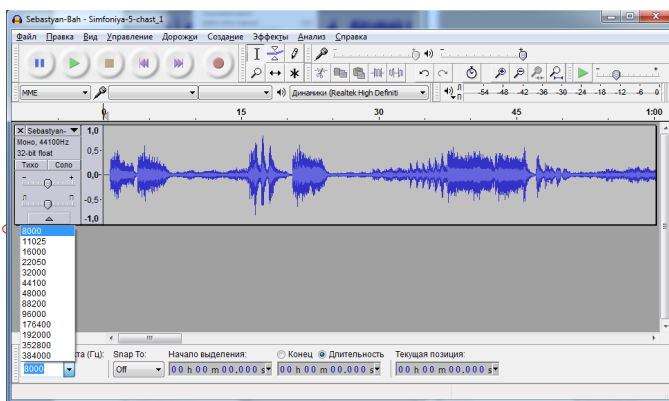 Sebastyan-Bah - Simfoniya-5-chast_1
Файл Правка Вид Управление Дорожки Создание Эффекты Анализ Справка
MME
Динамики (Realtek High Definiti
Л
П
-54 -48 -42 -36 -30 -24 -18 -12 -6 0
0 15 30 45 1:00
Sebastyan-
Моно, 44100Hz
32-bit float
Тихо Соло
- +
Л П
1,0
0,5-
0,0-
-0,5-
-1,0
8000
11025
16000
22050
32000
44100
48000
88200
96000
176400
192000
352800
384000
та (Гц): Snap To: Начало выделения: Конец Длительность Текущая позиция:
8000 Off 00 h 00 m 00.000 s 00 h 00 m 00.000 s 00 h 00 m 00.000 s